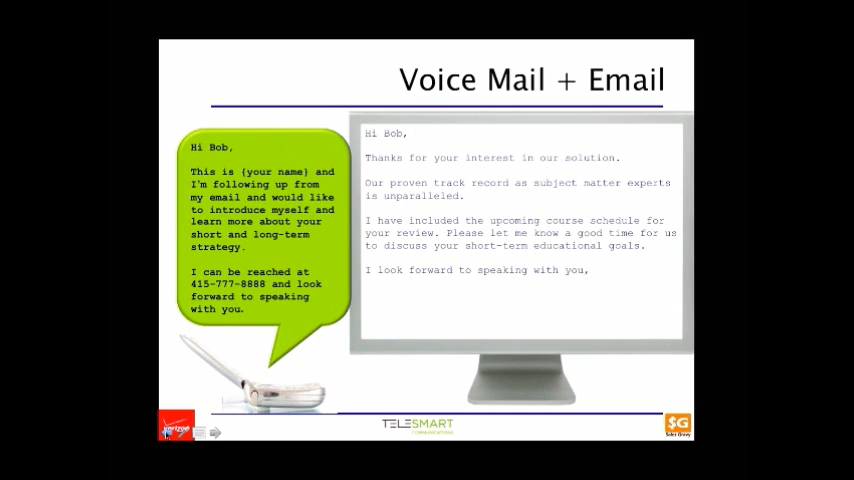 Voice Mail + Email
Hi Bob,
This is {your name} and
I'm following up from
my email and would like
to introduce myself and
learn more about your
short and long-term
strategy.
I can be reached at
415-777-8888 and look
forward to speaking
with you.
Hi Bob,
Thanks for your interest in our solution.
Our proven track record as subject matter experts
is unparalleled.
I have included the upcoming course schedule for
your review. Please let me know a good time for us
to discuss your short-term educational goals.
I look forward to speaking with you,
verizon
TELESMART
COMMUNICATIONS
$G
Sales Gravy